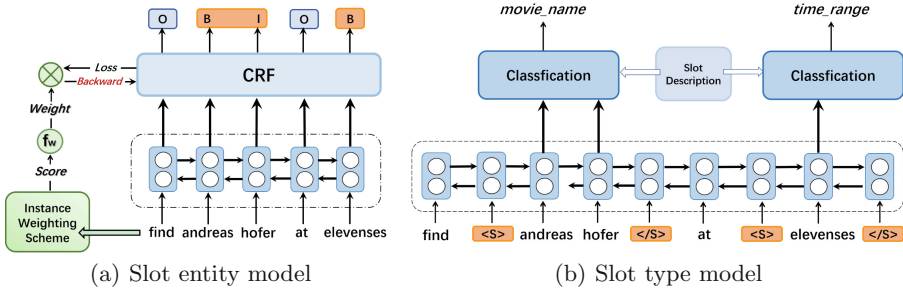 O B I O B
Loss
Backward
CRF
Weight
fw
Score
Instance
Weighting
Scheme
find andreas hofer at elevenses
(a) Slot entity model
movie_name time_range
Classfication
Slot
Description
Classfication
find <S> andreas hofer </S> at <S> elevenses </S>
(b) Slot type model